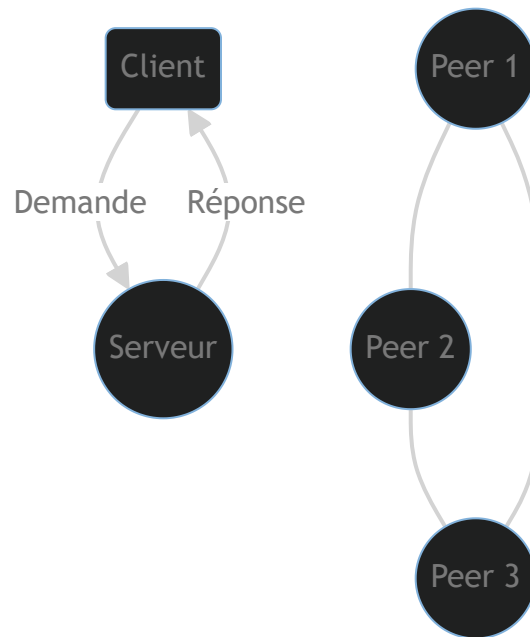 Client
Peer 1
Demande
Réponse
Serveur
Peer 2
Peer 3